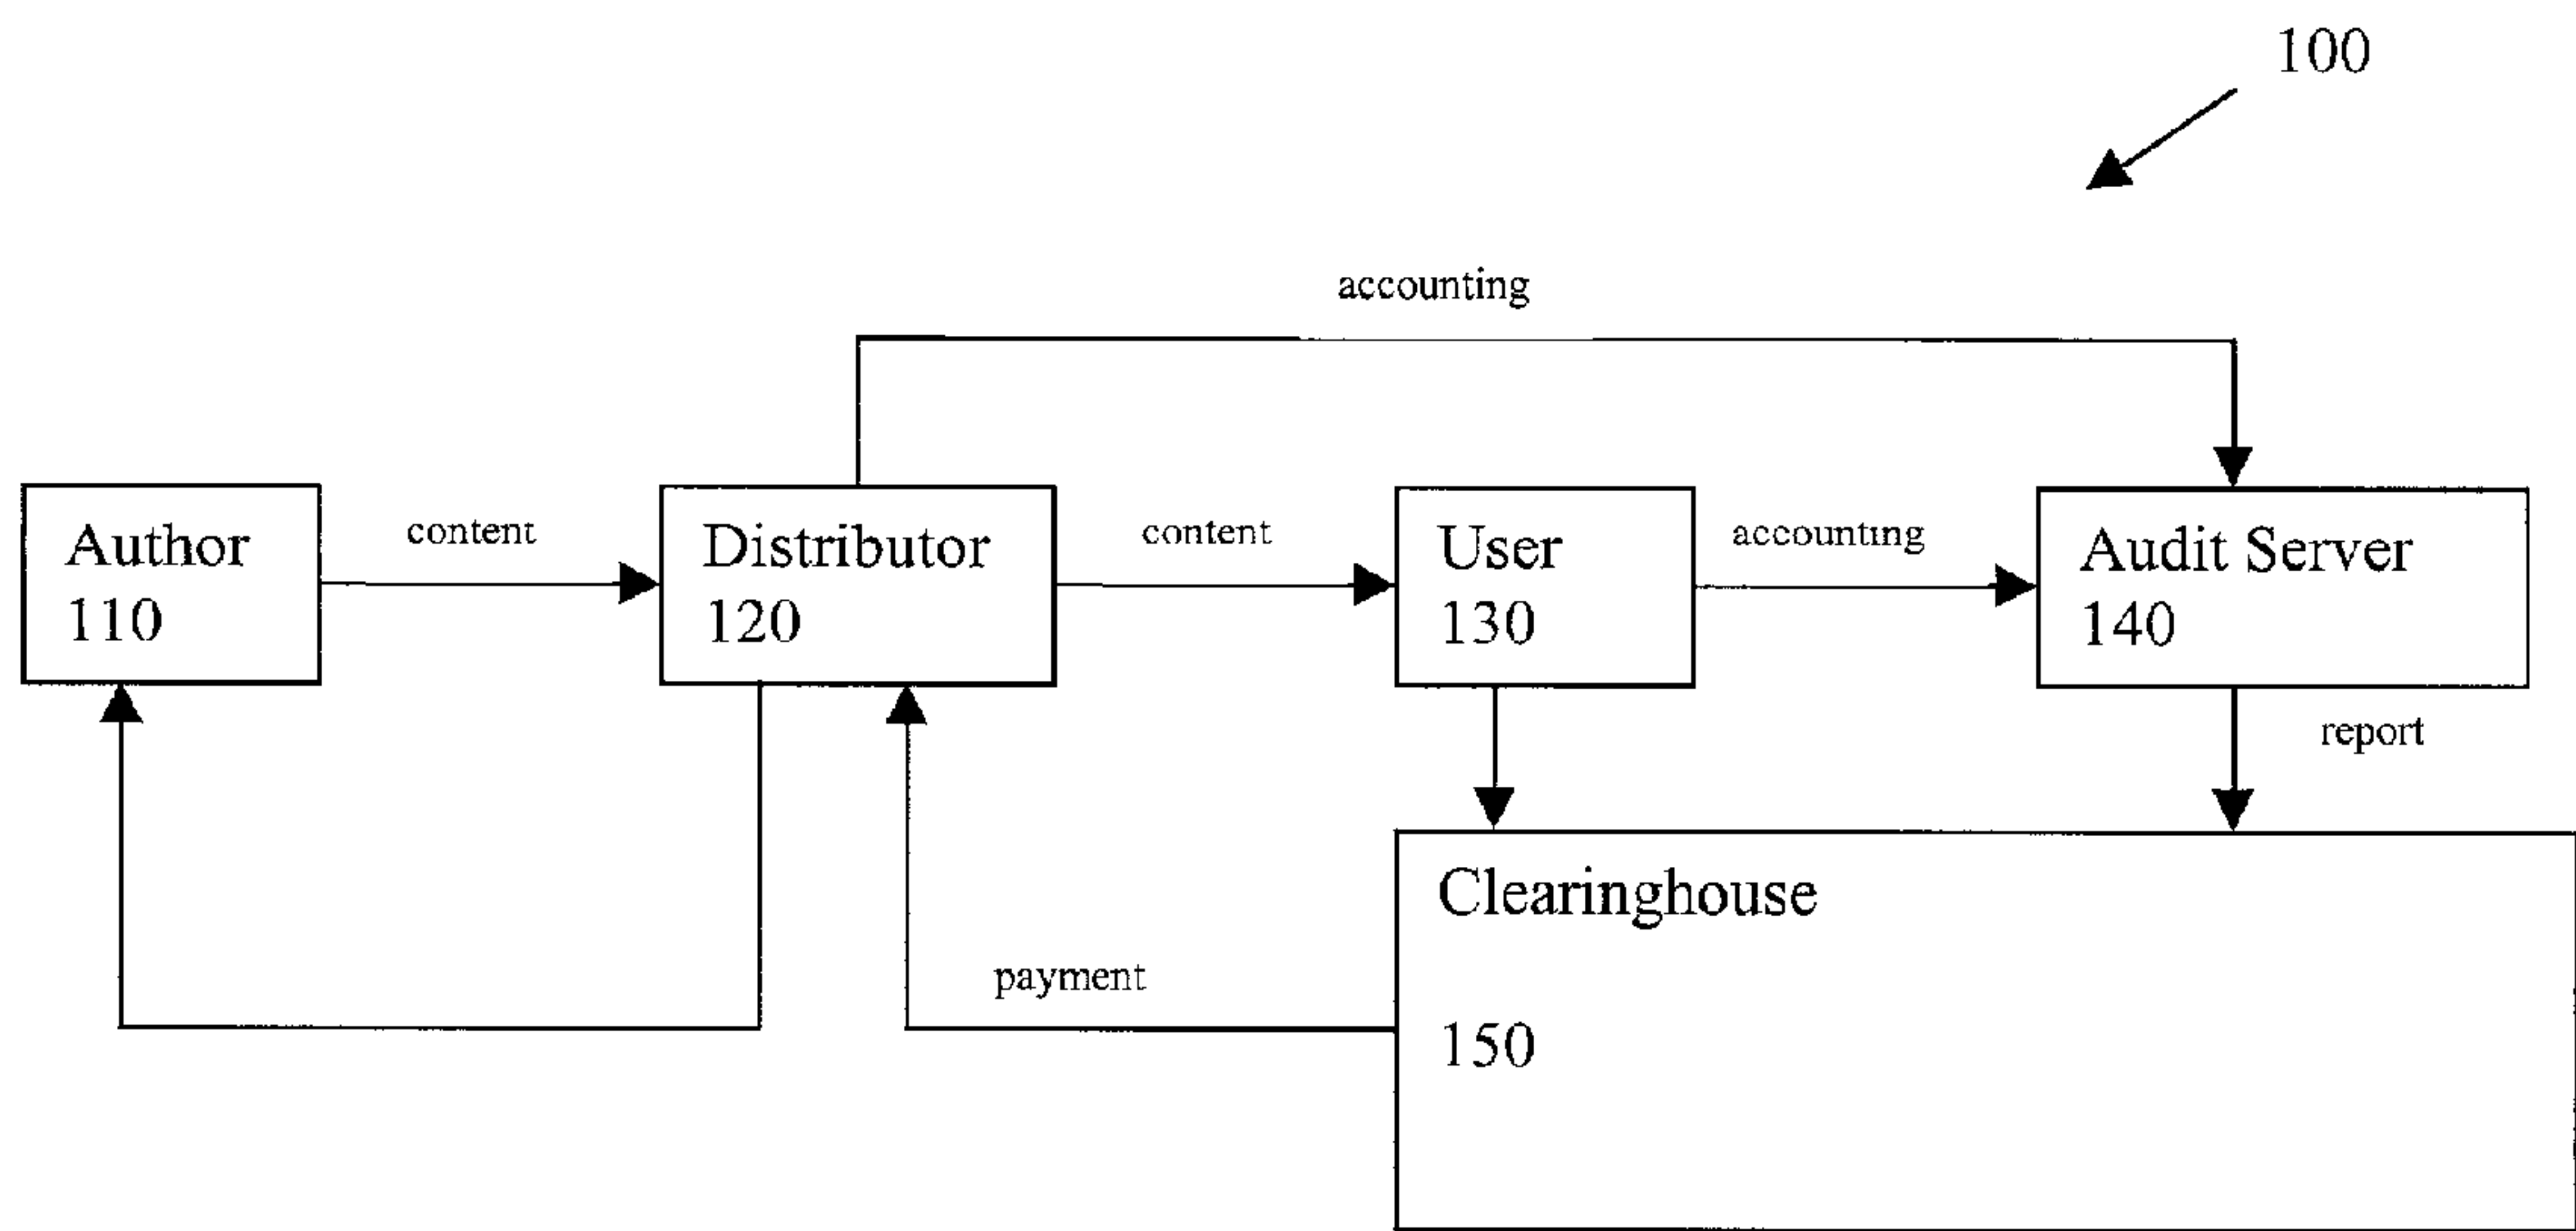 100
accounting
Author
110
content
Distributor
120
content
User
130
accounting
Audit Server
140
report
Clearinghouse
150
payment